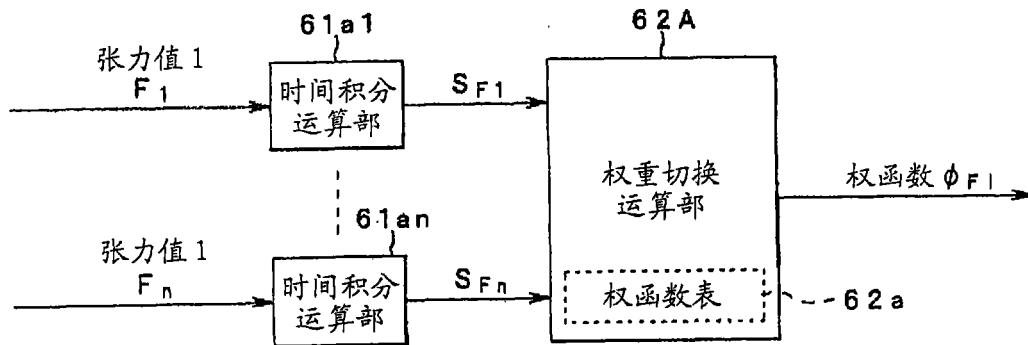 61a1
62A
张力值1
F1
时间积分
运算部
SF1
权重切换
运算部
权函数 φFI
61an
张力值1
Fn
时间积分
运算部
SFn
权函数表
62a